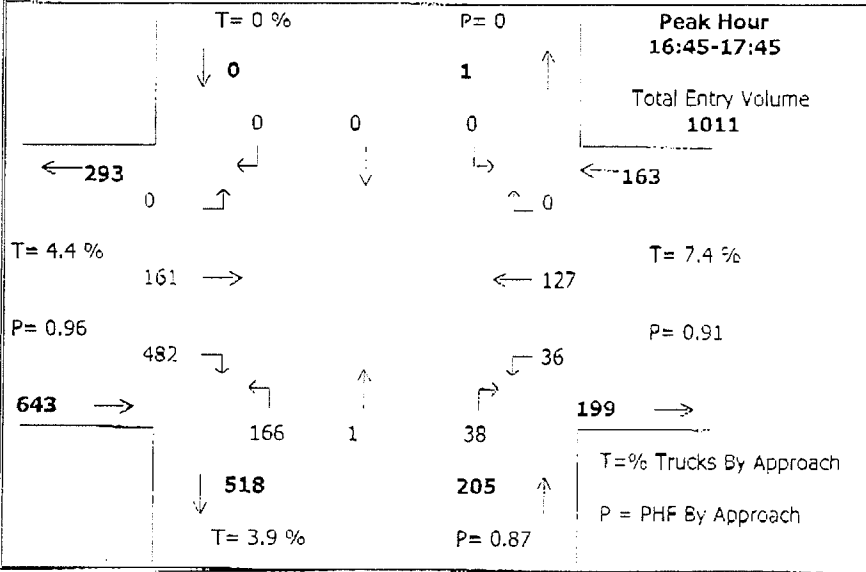 T= 0 % P= 0 Peak Hour
16:45-17:45
0 1
Total Entry Volume
0 0 0 1011
293 163
0 0
T= 4.4 % T= 7.4 %
161 127
P= 0.96 P= 0.91
482 36
643 199
166 1 38
T=% Trucks By Approach
518 205
P = PHF By Approach
T= 3.9 % P= 0.87